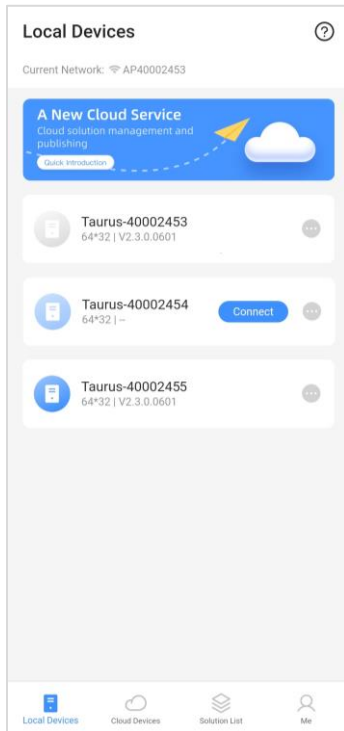 Local Devices
Current Network: AP40002453
A New Cloud Service
Cloud solution management and
publishing
Quick Introduction
Taurus-40002453
64*32 | V2.3.0.0601
Taurus-40002454
64*32 | --
Connect
Taurus-40002455
64*32 | V2.3.0.0601
Local Devices
Cloud Devices
Solution List
Me